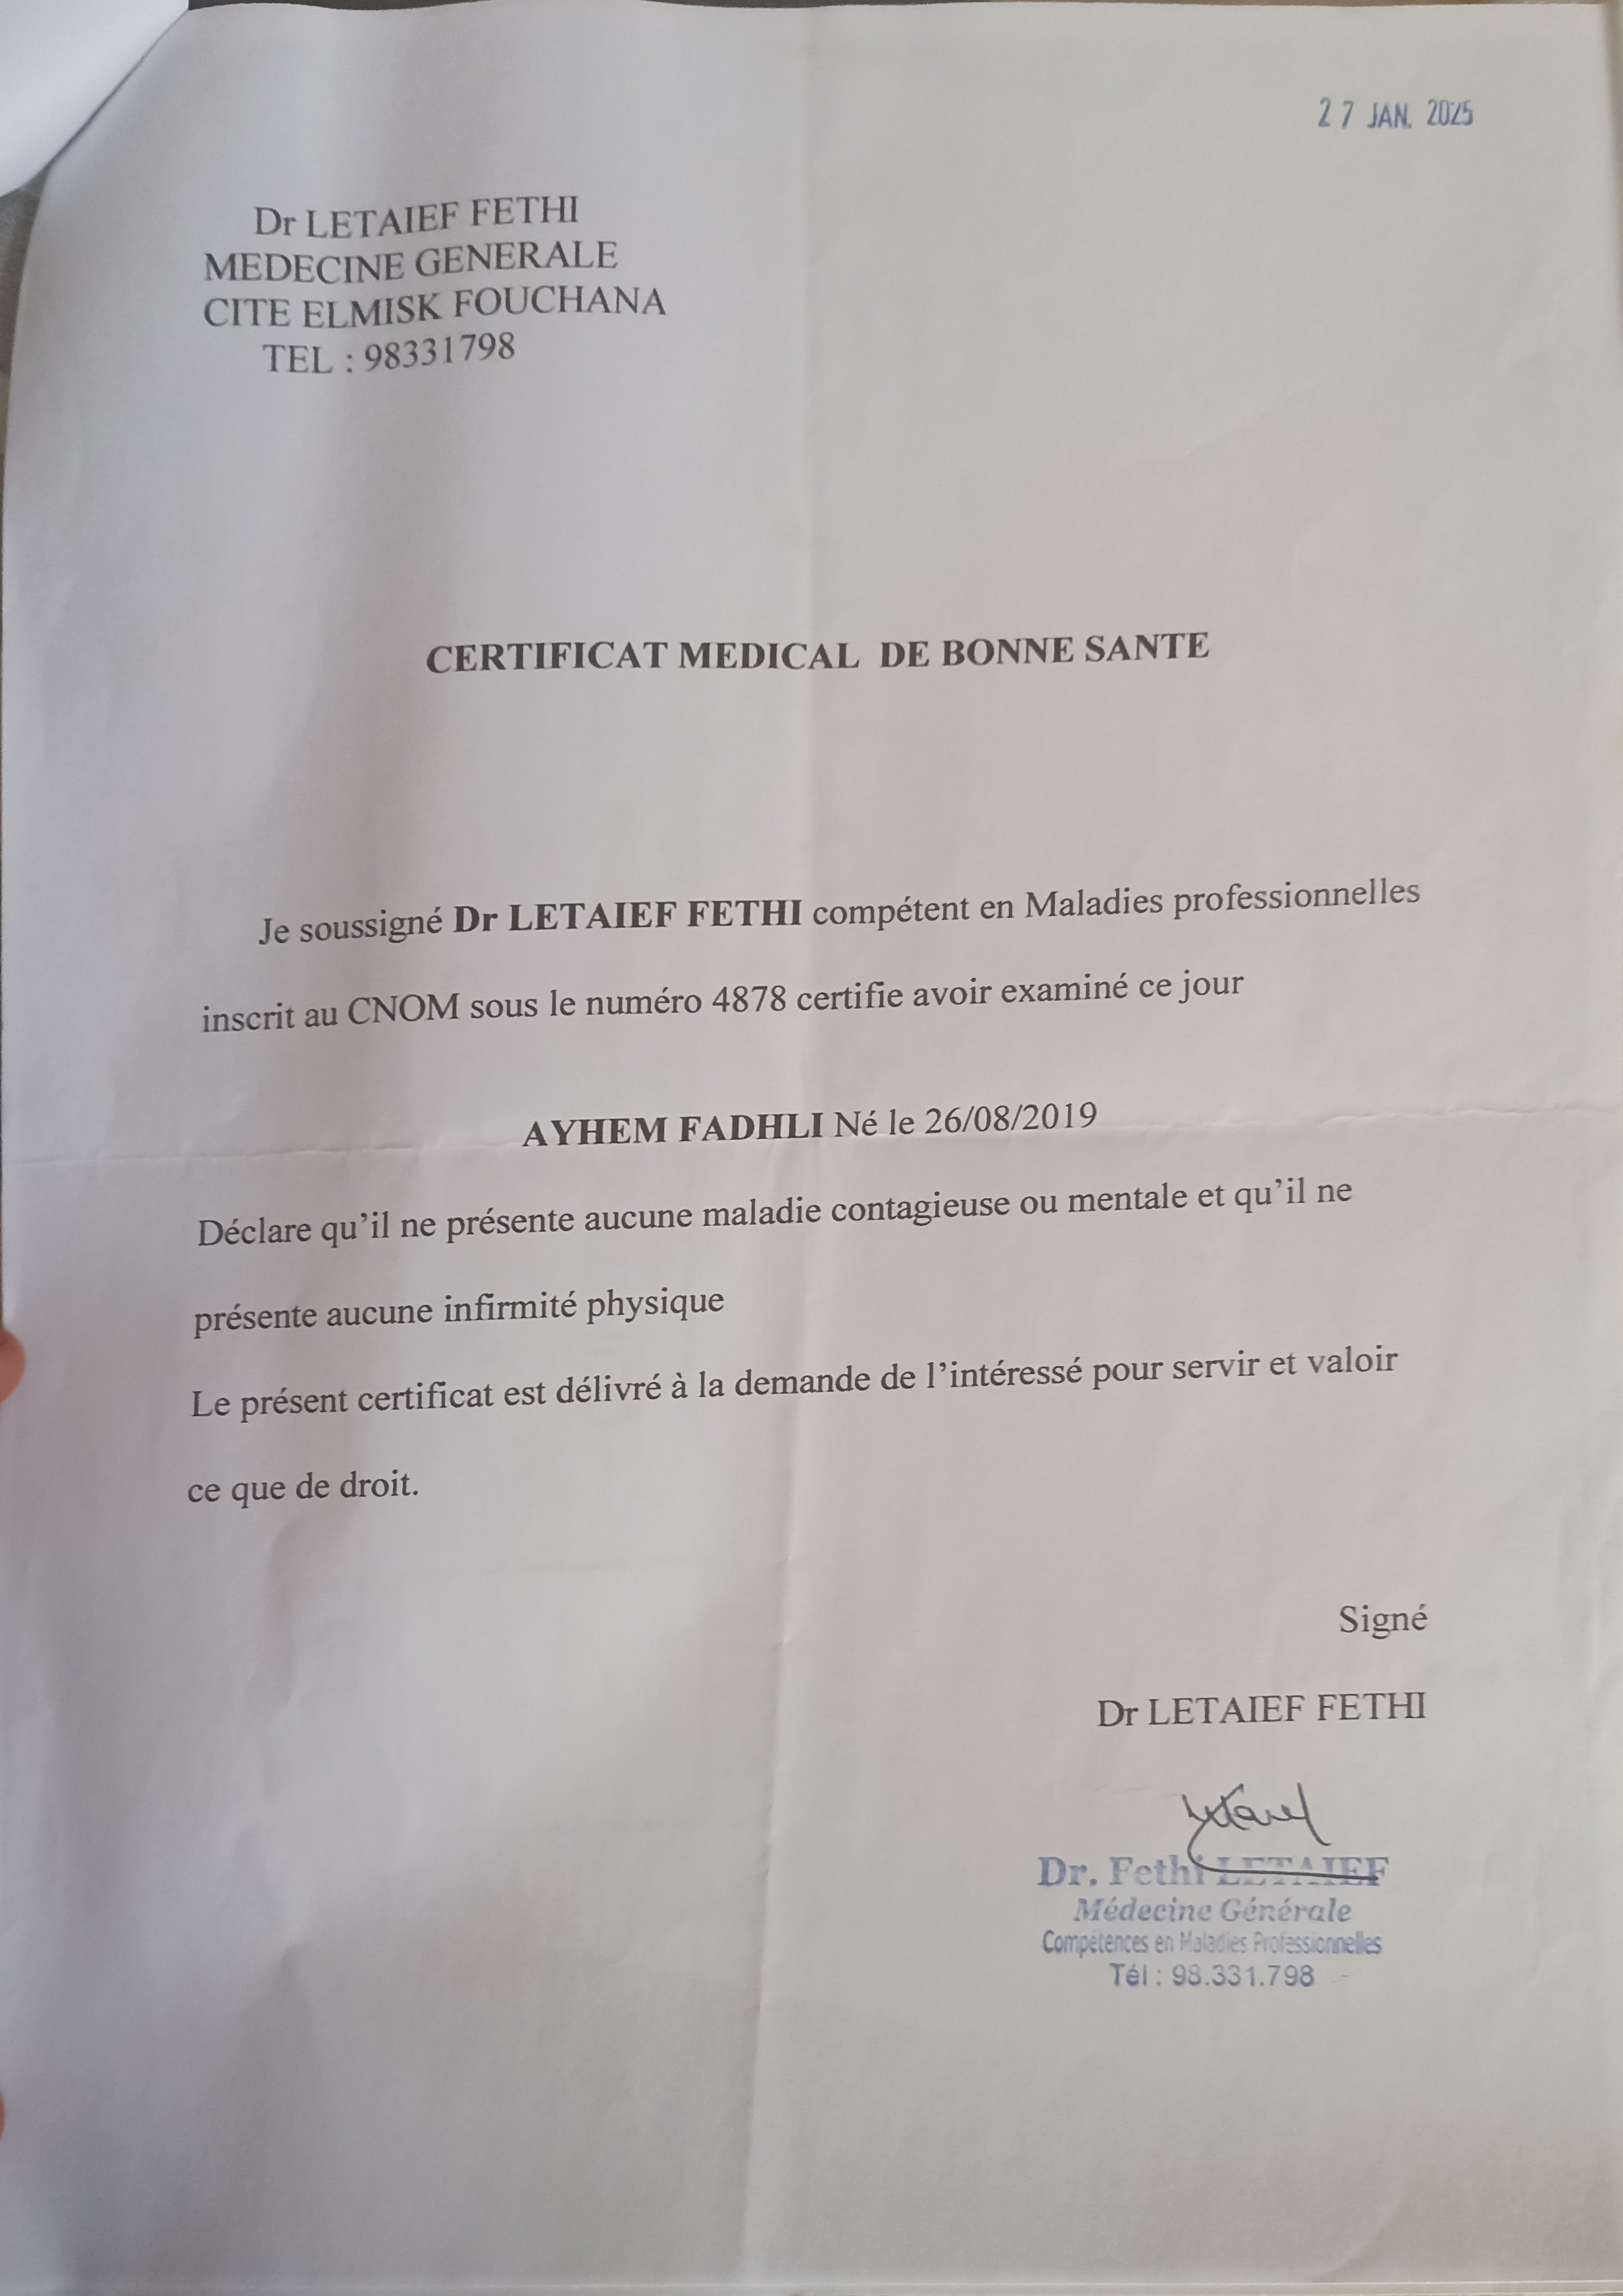 27 JAN. 2025
Dr LETAIEF FETHI
MEDECINE GENERALE
CITE ELMISK FOUCHANA
TEL : 98331798
CERTIFICAT MEDICAL DE BONNE SANTE
Je soussigné Dr LETAIEF FETHI compétent en Maladies professionnelles
inscrit au CNOM sous le numéro 4878 certifie avoir examiné ce jour
AYHEM FADHLI Né le 26/08/2019
Déclare qu’il ne présente aucune maladie contagieuse ou mentale et qu’il ne
présente aucune infirmité physique
Le présent certificat est délivré à la demande de l’intéressé pour servir et valoir
ce que de droit.
Signé
Dr LETAIEF FETHI
Dr. Fethi LETAIEF
Médecine Générale
Compétences en Maladies Professionnelles
Tél : 98.331.798